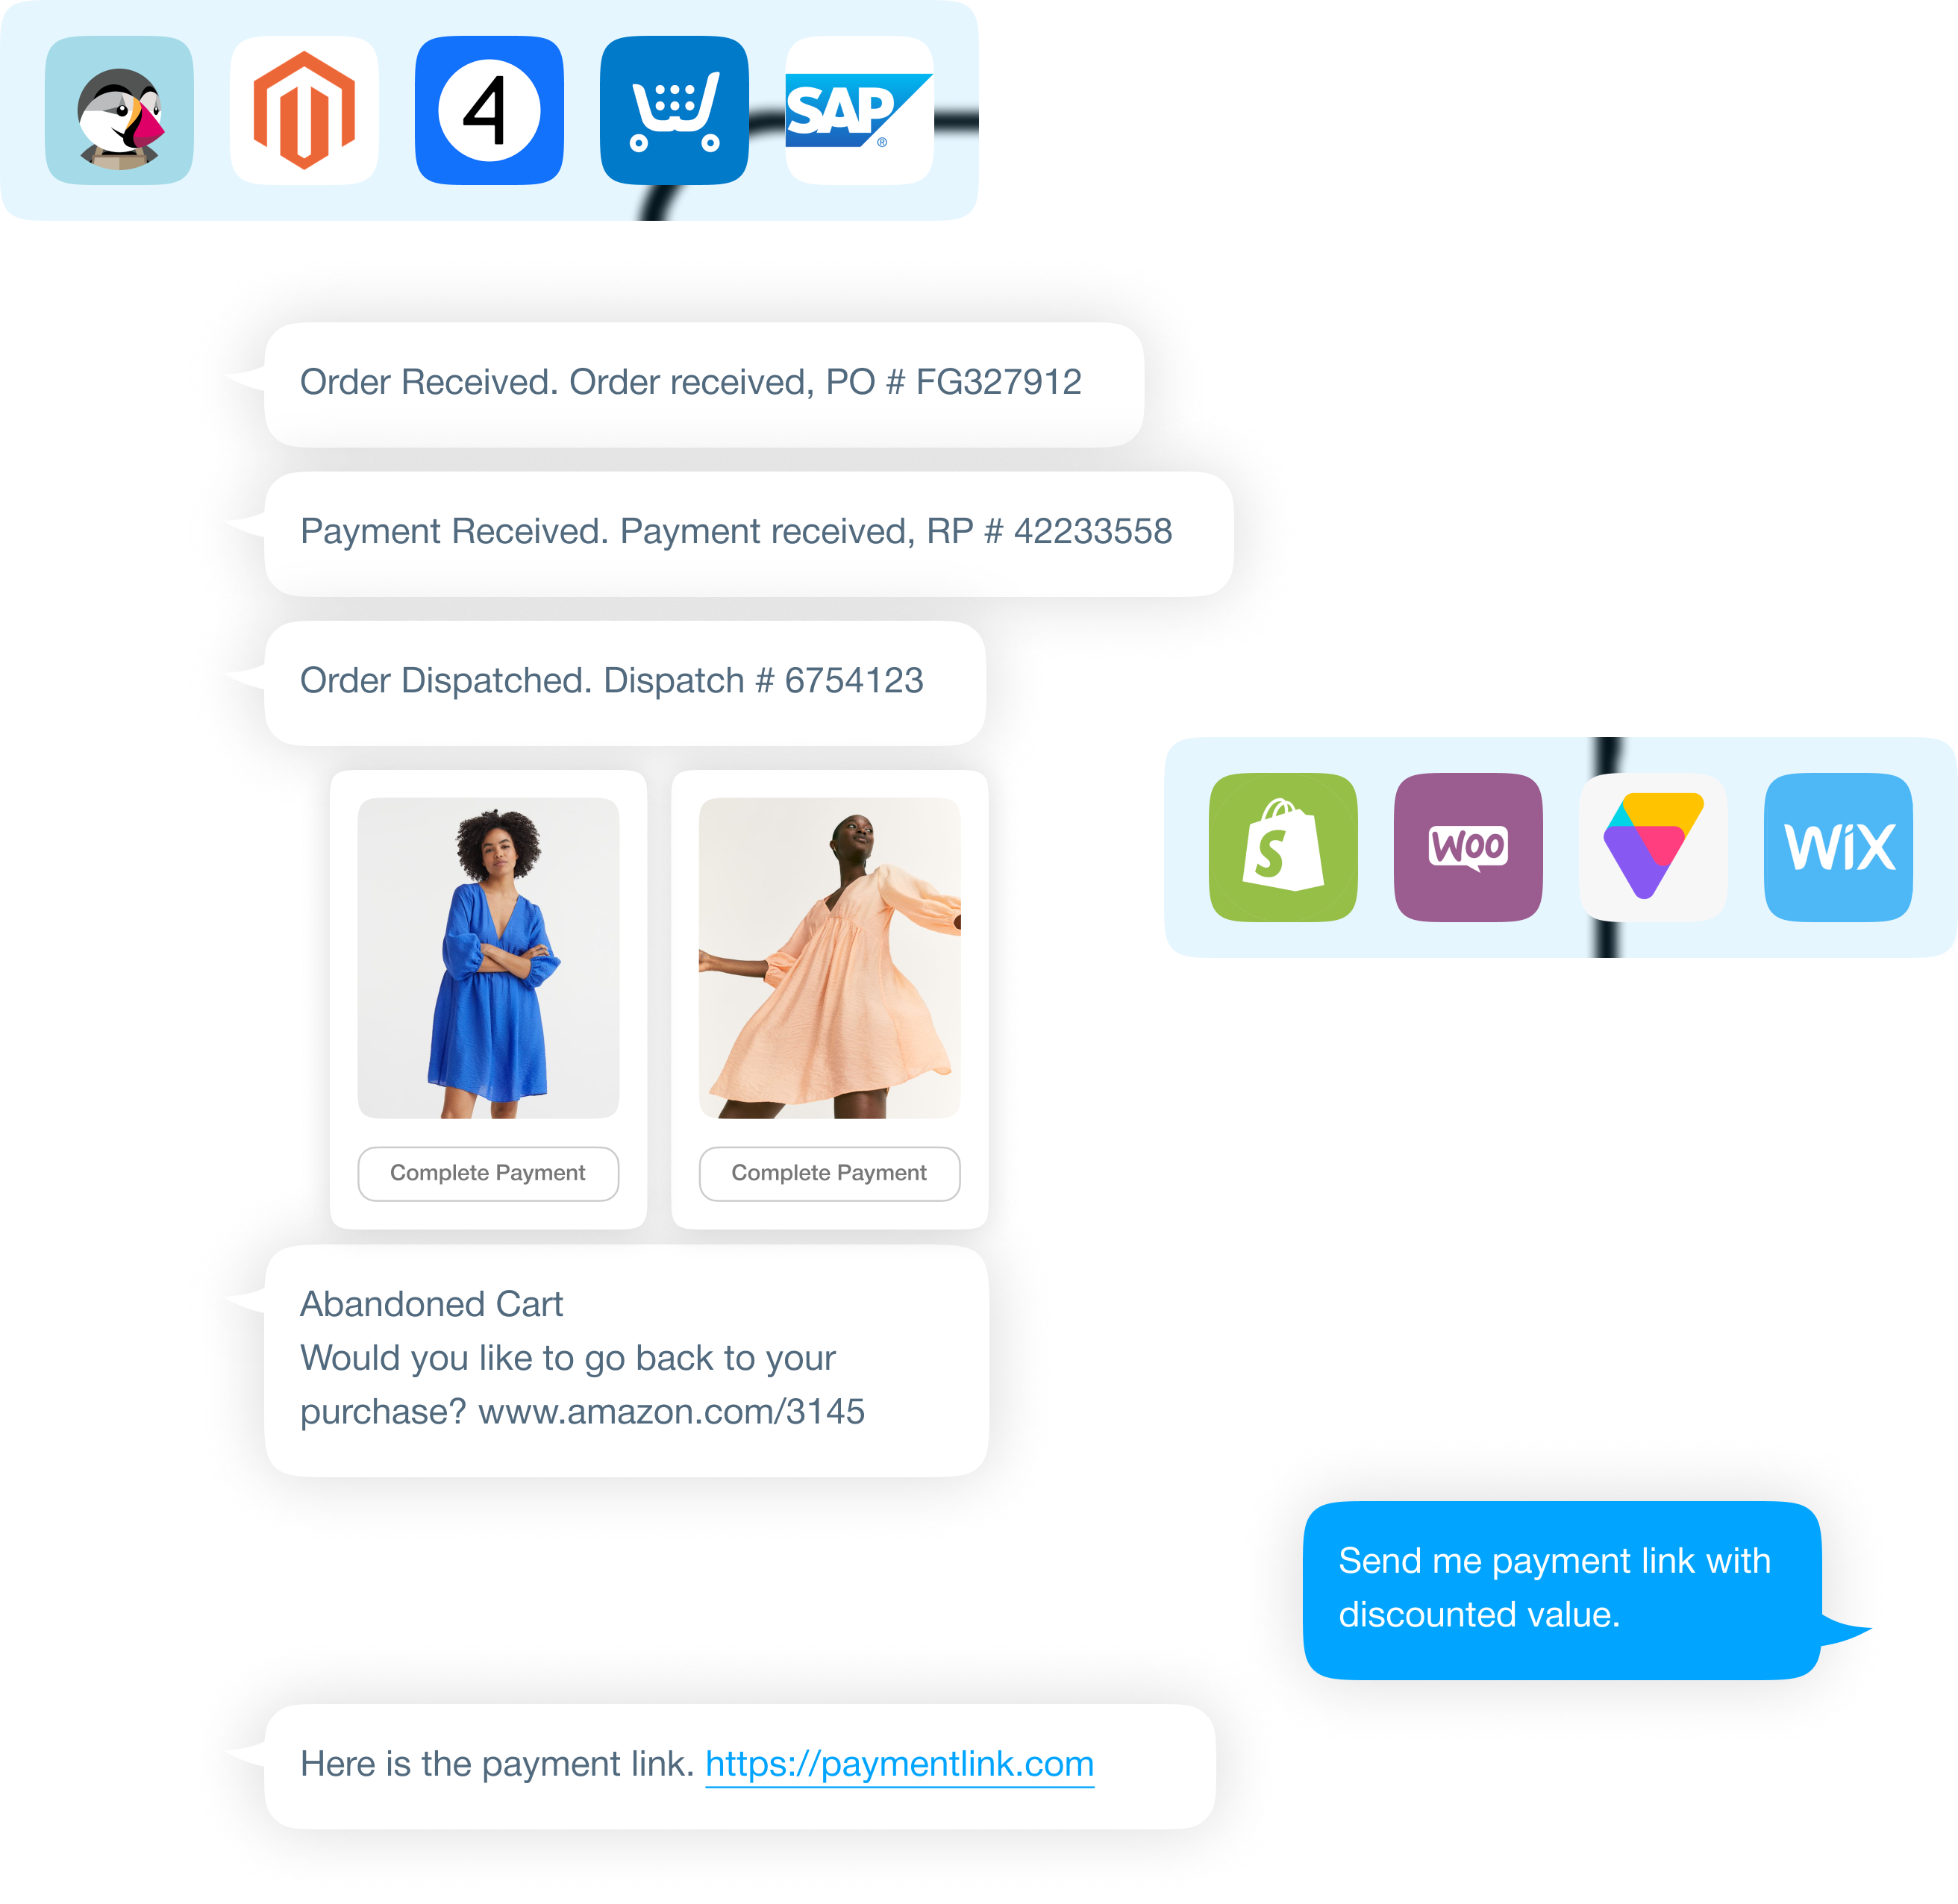 4
SAP
®
Order Received. Order received, PO # FG327912
Payment Received. Payment received, RP # 42233558
Order Dispatched. Dispatch # 6754123
S
Woo
WiX
Complete Payment
Complete Payment
Abandoned Cart
Would you like to go back to your
purchase? www.amazon.com/3145
Send me payment link with
discounted value.
Here is the payment link. https://paymentlink.com